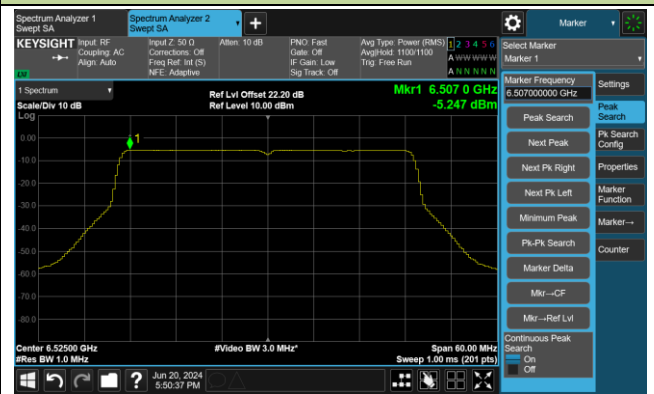 Spectrum Analyzer 1
Swept SA
Spectrum Analyzer 2
Swept SA
+
Marker
KEYSIGHT
Input: RF
Coupling: AC
Align: Auto
Input Z: 50 Ω
Corrections: Off
Freq Ref: Int (S)
NFE: Adaptive
Atten: 10 dB
PNO: Fast
Gate: Off
IF Gain: Low
Sig Track: Off
Avg Type: Power (RMS)
Avg|Hold: 1100/1100
Trig: Free Run
1 2 3 4 5 6
A W W W W W
A N N N N N
Select Marker
Marker 1
LXI
1 Spectrum
Scale/Div 10 dB
Log
Ref Lvl Offset 22.20 dB
Ref Level 10.00 dBm
Mkr1 6.507 0 GHz
-5.247 dBm
1
0.00
-10.0
-20.0
-30.0
-40.0
-50.0
-60.0
-70.0
-80.0
Center 6.52500 GHz
#Res BW 1.0 MHz
#Video BW 3.0 MHz*
Span 60.00 MHz
Sweep 1.00 ms (201 pts)
Marker Frequency
6.507000000 GHz
Peak Search
Next Peak
Next Pk Right
Next Pk Left
Minimum Peak
Pk-Pk Search
Marker Delta
Mkr→CF
Mkr→Ref Lvl
Continuous Peak
Search
On
Off
Settings
Peak
Search
Pk Search
Config
Properties
Marker
Function
Marker→
Counter
?
Jun 20, 2024
5:50:37 PM